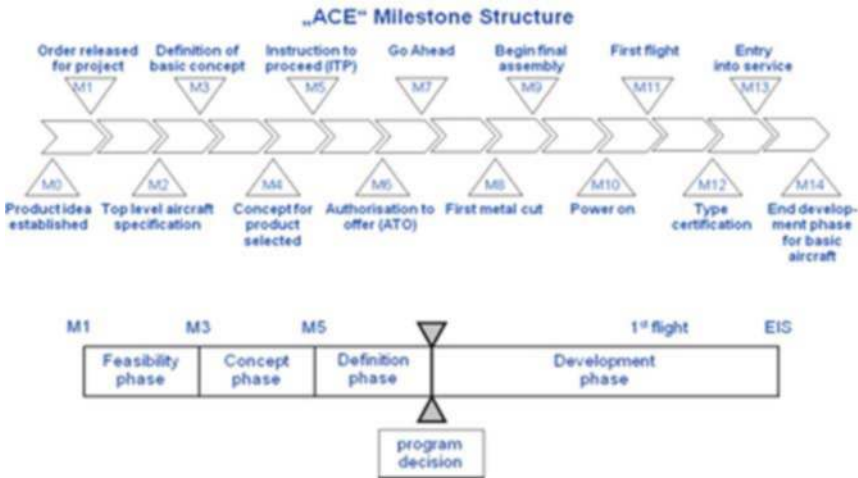 „ACE“ Milestone Structure
Order released
for project
Definition of
basic concept
Instruction to
proceed (ITP)
Go Ahead
Begin final
assembly
First flight
Entry
into service
M1
M3
M5
M7
M9
M11
M13
M0
M2
M4
M6
M8
M10
M12
M14
Product idea
established
Top level aircraft
specification
Concept for
product
selected
Authorisation to
offer (ATO)
First metal cut
Power on
Type
certification
End develop-
ment phase
for basic
aircraft
M1
M3
M5
1st flight
EIS
Feasibility
phase
Concept
phase
Definition
phase
Development
phase
program
decision